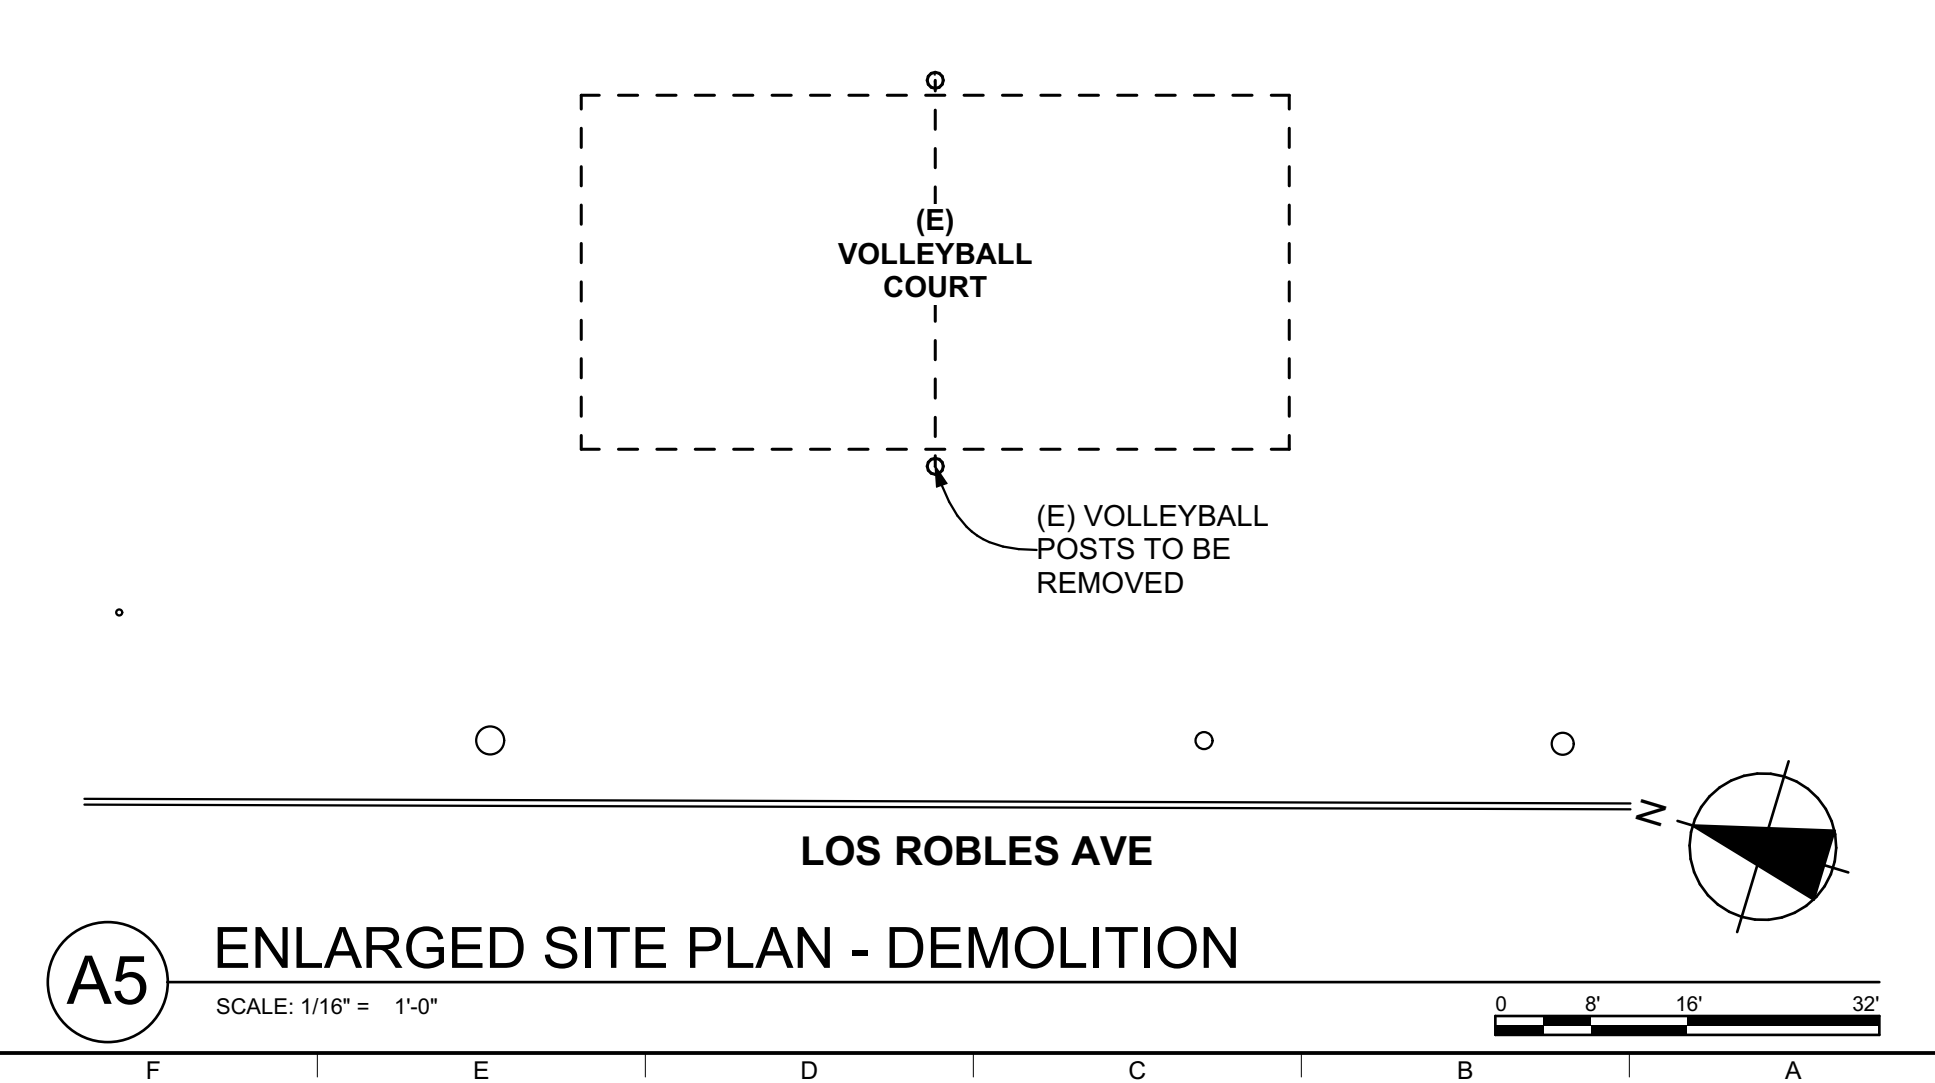 (E)
VOLLEYBALL
COURT
(E) VOLLEYBALL
POSTS TO BE
REMOVED
N
LOS ROBLES AVE
A5
ENLARGED SITE PLAN - DEMOLITION
SCALE: 1/16" = 1'-0"
0 8' 16' 32'
F E D C B A